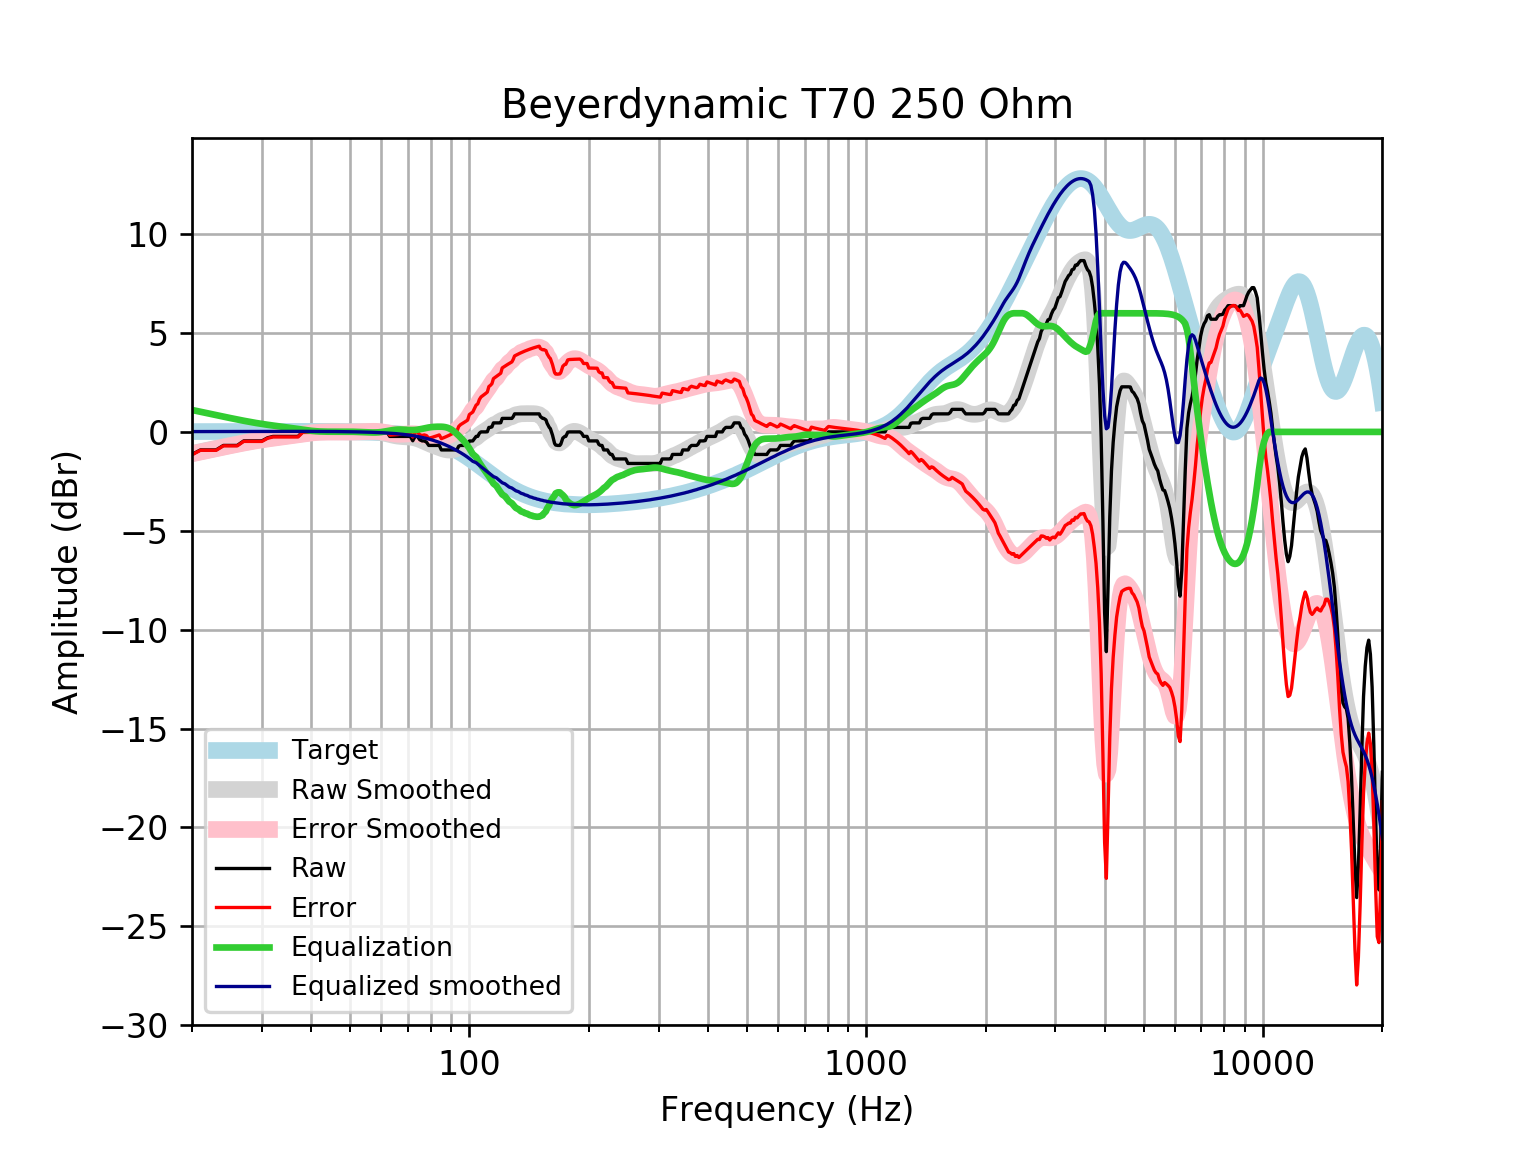 Beyerdynamic T70 250 Ohm
Amplitude (dBr)
10
5
0
−5
−10
−15
−20
−25
−30
Target
Raw Smoothed
Error Smoothed
Raw
Error
Equalization
Equalized smoothed
100 1000 10000
Frequency (Hz)